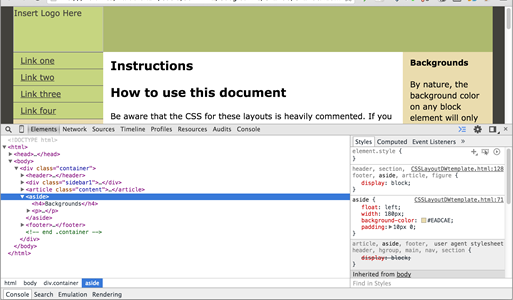 Insert Logo Here
Link one
Link two
Link three
Link four
Instructions
How to use this document
Be aware that the CSS for these layouts is heavily commented. If you
Backgrounds
By nature, the
background color
on any block
element will only
Elements Network Sources Timeline Profiles Resources Audits Console
<!DOCTYPE html>
<html>
<head>…</head>
<body>
<div class="container">
<header>…</header>
<div class="sidebar1">…</div>
<article class="content">…</article>
<aside>
<h4>Backgrounds</h4>
<p>…</p>
</aside>
<footer>…</footer>
<!-- end .container -->
</div>
</body>
</html>
html body div.container aside
Console Search Emulation Rendering
Styles Computed Event Listeners »
element.style {
}
header, section, CSSLayoutDWtemplate.html:128
footer, aside, article, figure {
display: block;
}
aside { CSSLayoutDWtemplate.html:71
float: left;
width: 180px;
background-color: #EADCAE;
padding: 10px 0;
}
article, aside, footer, user agent stylesheet
header, hgroup, main, nav, section {
display: block;
}
Inherited from body
Find in Styles